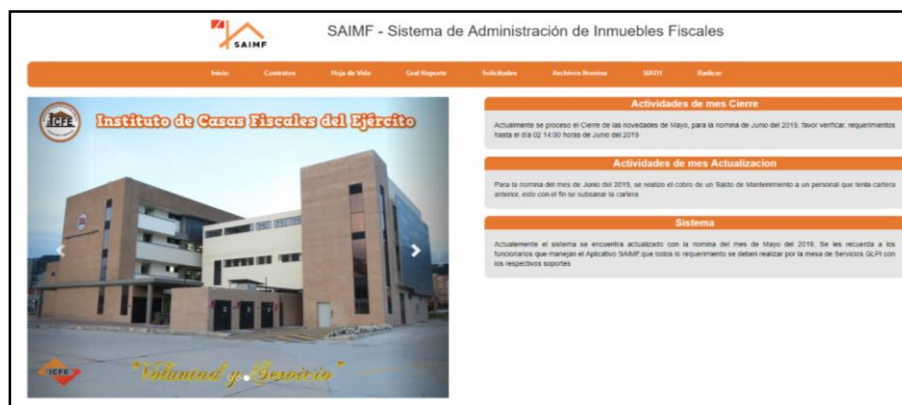 SAIMF
SAIMF - Sistema de Administración de Inmuebles Fiscales
Inicio Contratos Hoja de Vida Graf Reporte Solicitudes Archivos Nomina SIATH Radicar
ICFE
Instituto de Casas Fiscales del Ejército
ICFE
"Voluntad y Servicio"
Actividades de mes Cierre
Actualmente se proceso el Cierre de las novedades de Mayo, para la nomina de Junio del 2019, favor verificar, requerimentos
hasta el día 02 14:00 horas de Junio del 2019
Actividades de mes Actualizacion
Para la nomina del mes de Junio del 2019, se realizo el cobro de un Saldo de Mantenimiento a un personal que tenia cartera
anterior, esto con el fin se subsanar la cartera
Sistema
Actualemente el sistema se encuentra actualizado con la nomina del mes de Mayo del 2019, Se les recuerda a los
funcionarios que manejan el Aplicativo SAIMF,que todos lo requerimiento se deben realizar por la mesa de Servicios GLPI con
los respectivos soportes